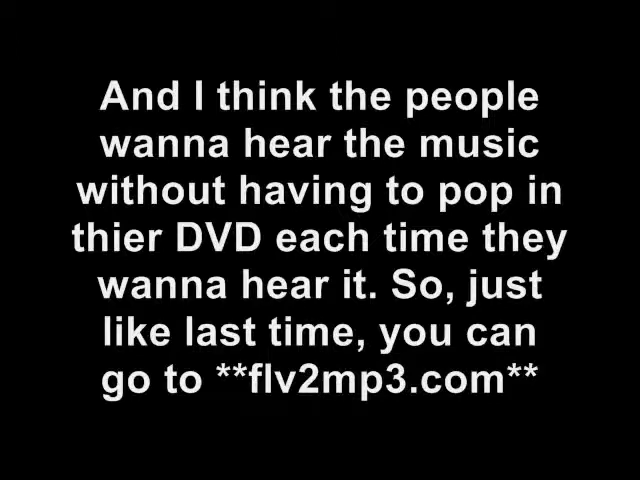 And I think the people
wanna hear the music
without having to pop in
thier DVD each time they
wanna hear it. So, just
like last time, you can
go to **flv2mp3.com**